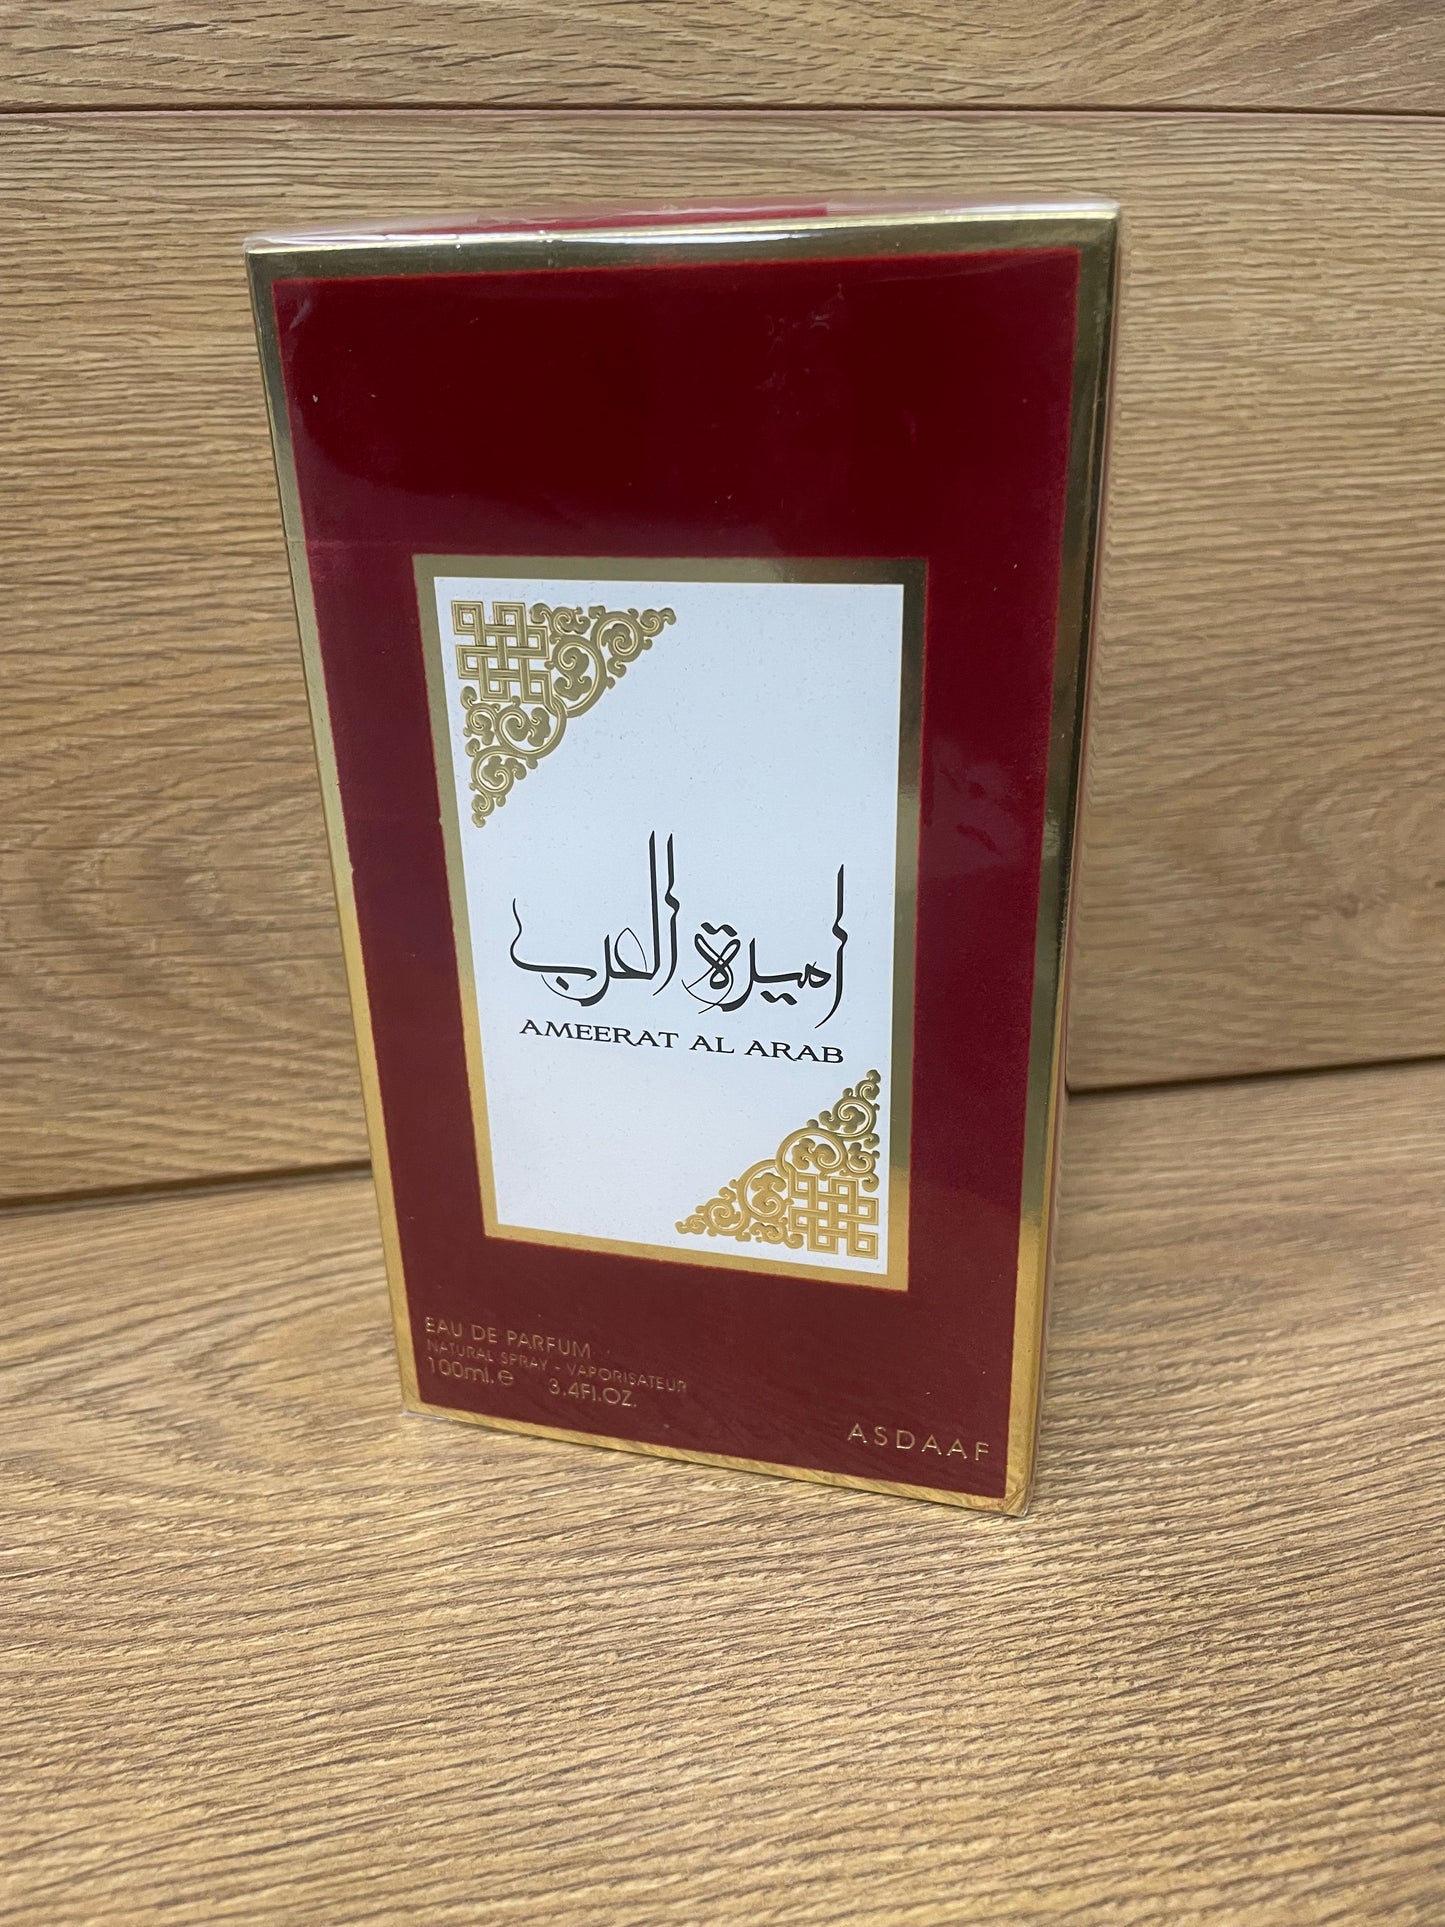 اميرة العرب
AMEERAT AL ARAB
EAU DE PARFUM
NATURAL SPRAY - VAPORISATEUR
100ml.e 3.4Fl.OZ.
ASDAAF